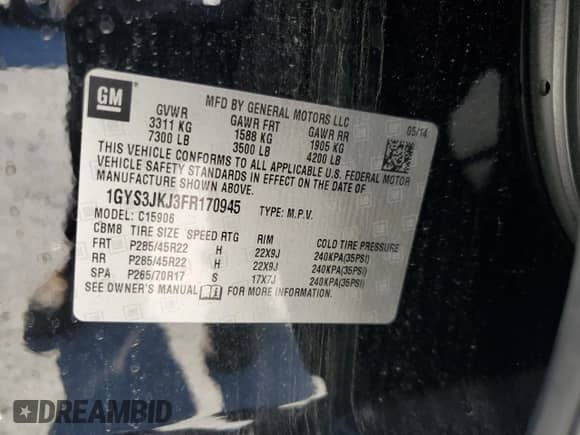 GM
MFD BY GENERAL MOTORS LLC
05/14
GVWR GAWR FRT GAWR RR
3311 KG 1588 KG 1905 KG
7300 LB 3500 LB 4200 LB
THIS VEHICLE CONFORMS TO ALL APPLICABLE U.S. FEDERAL MOTOR
VEHICLE SAFETY STANDARDS IN EFFECT ON THE DATE OF
MANUFACTURE SHOWN ABOVE.
1GYS3JKJ3FR170945 TYPE: M.P.V.
MODEL: C15906
CBM8 TIRE SIZE SPEED RTG RIM COLD TIRE PRESSURE
FRT P285/45R22 H 22X9J 240KPA(35PSI)
RR P285/45R22 H 22X9J 240KPA(35PSI)
SPA P265/70R17 S 17X7J 240KPA(35PSI)
SEE OWNER'S MANUAL FOR MORE INFORMATION.
DREAMBID